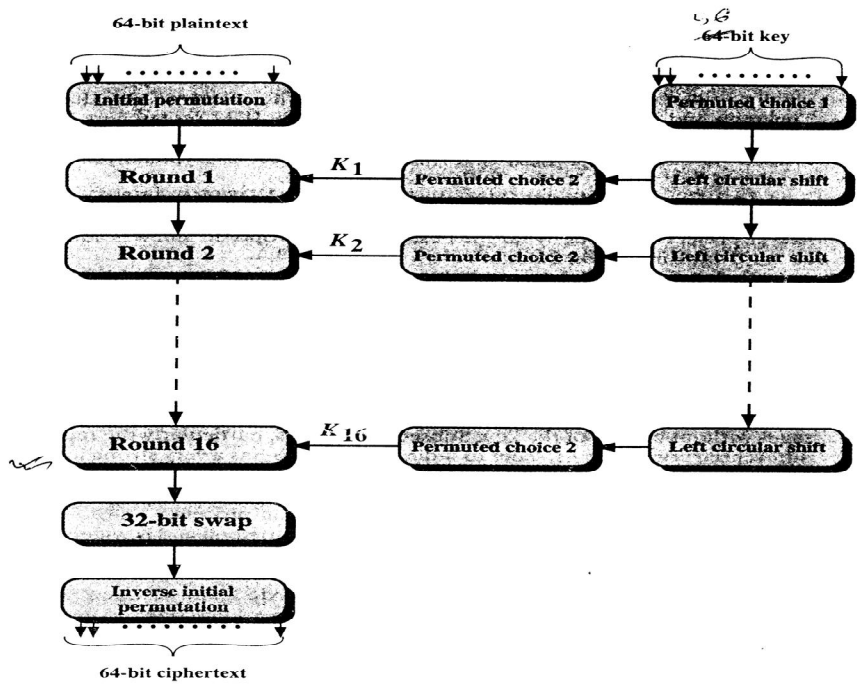 64-bit plaintext
Initial permutation
Round 1
Round 2
Round 16
32-bit swap
Inverse initial
permutation
64-bit ciphertext
K1
K2
K16
Permuted choice 2
Permuted choice 2
Permuted choice 2
64-bit key
Permuted choice 1
Left circular shift
Left circular shift
Left circular shift